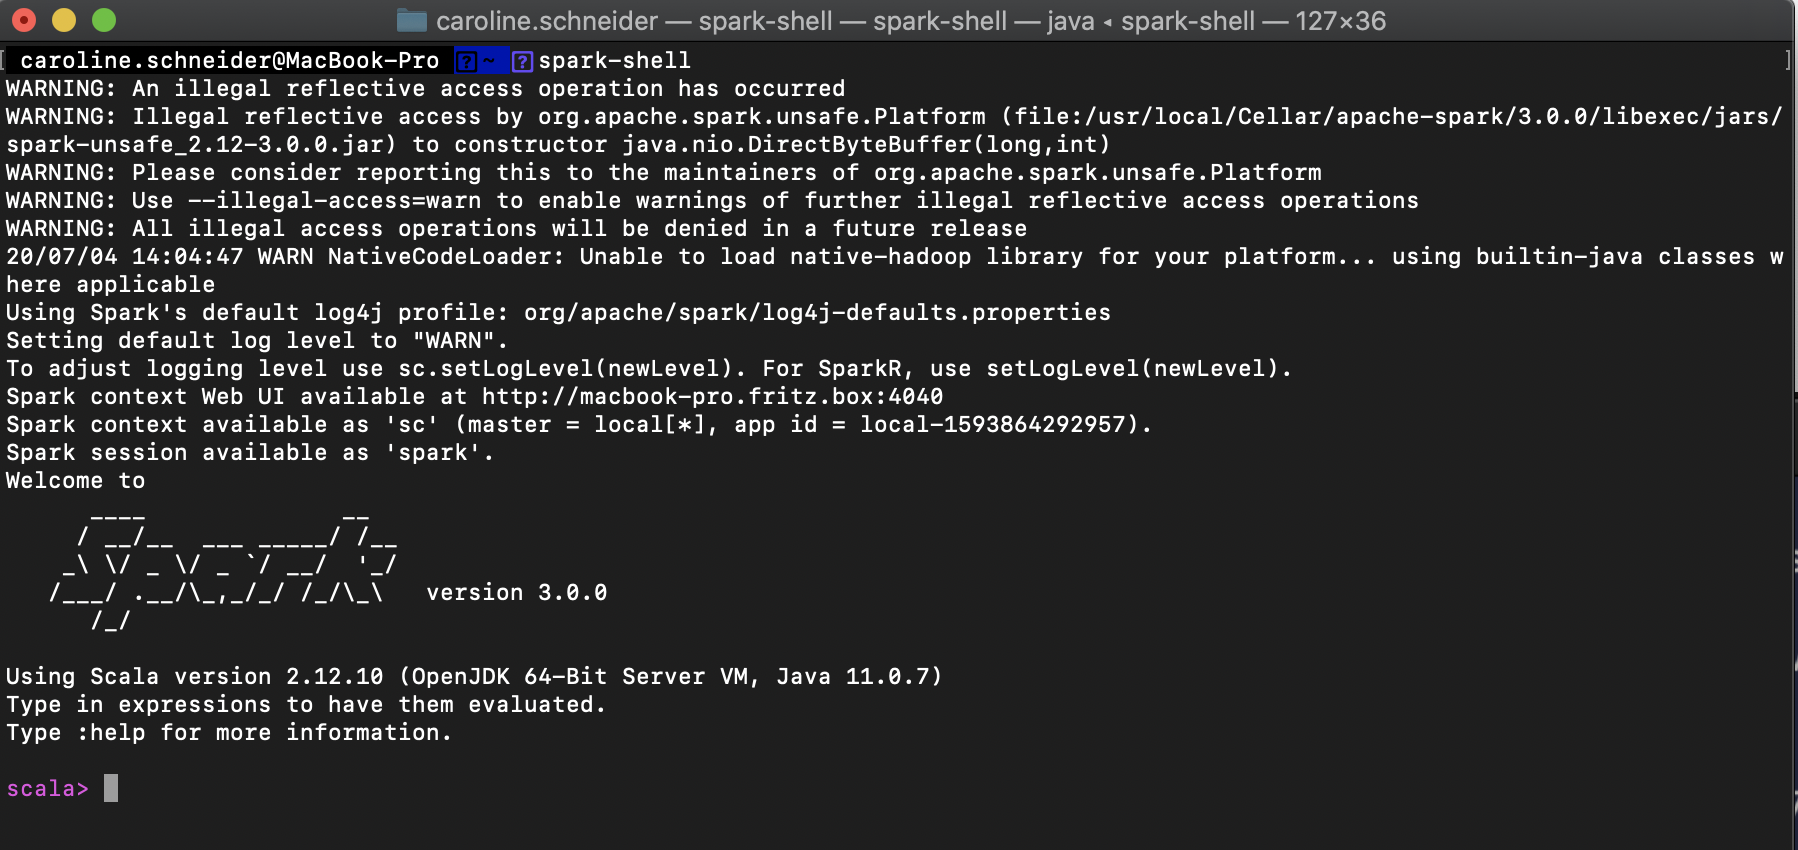 caroline.schneider — spark-shell — spark-shell — java ◂ spark-shell — 127×36
[ caroline.schneider@MacBook-Pro ? ~ ? spark-shell ]
WARNING: An illegal reflective access operation has occurred
WARNING: Illegal reflective access by org.apache.spark.unsafe.Platform (file:/usr/local/Cellar/apache-spark/3.0.0/libexec/jars/
spark-unsafe_2.12-3.0.0.jar) to constructor java.nio.DirectByteBuffer(long,int)
WARNING: Please consider reporting this to the maintainers of org.apache.spark.unsafe.Platform
WARNING: Use --illegal-access=warn to enable warnings of further illegal reflective access operations
WARNING: All illegal access operations will be denied in a future release
20/07/04 14:04:47 WARN NativeCodeLoader: Unable to load native-hadoop library for your platform... using builtin-java classes w
here applicable
Using Spark's default log4j profile: org/apache/spark/log4j-defaults.properties
Setting default log level to "WARN".
To adjust logging level use sc.setLogLevel(newLevel). For SparkR, use setLogLevel(newLevel).
Spark context Web UI available at http://macbook-pro.fritz.box:4040
Spark context available as 'sc' (master = local[*], app id = local-1593864292957).
Spark session available as 'spark'.
Welcome to
      ____              __
     / __/__  ___ _____/ /__
    _\ \/ _ \/ _ `/ __/  '_/
   /___/ .__/\_,_/_/ /_/\_\   version 3.0.0
      /_/
Using Scala version 2.12.10 (OpenJDK 64-Bit Server VM, Java 11.0.7)
Type in expressions to have them evaluated.
Type :help for more information.
scala>